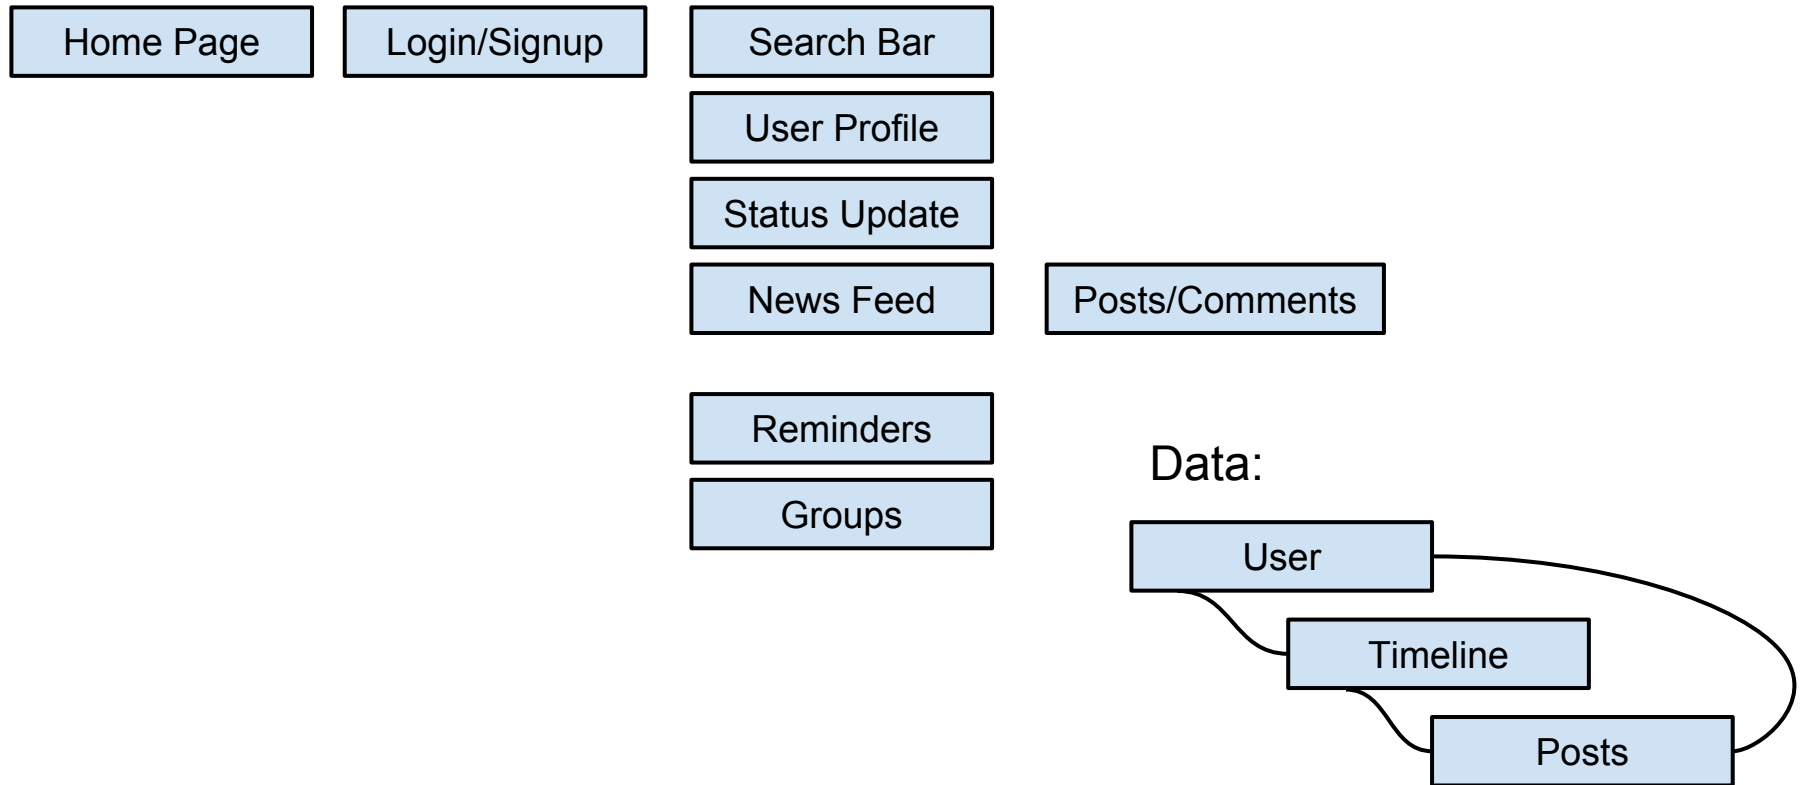 Home Page
Login/Signup
Search Bar
User Profile
Status Update
News Feed
Posts/Comments
Reminders
Groups
Data:
User
Timeline
Posts